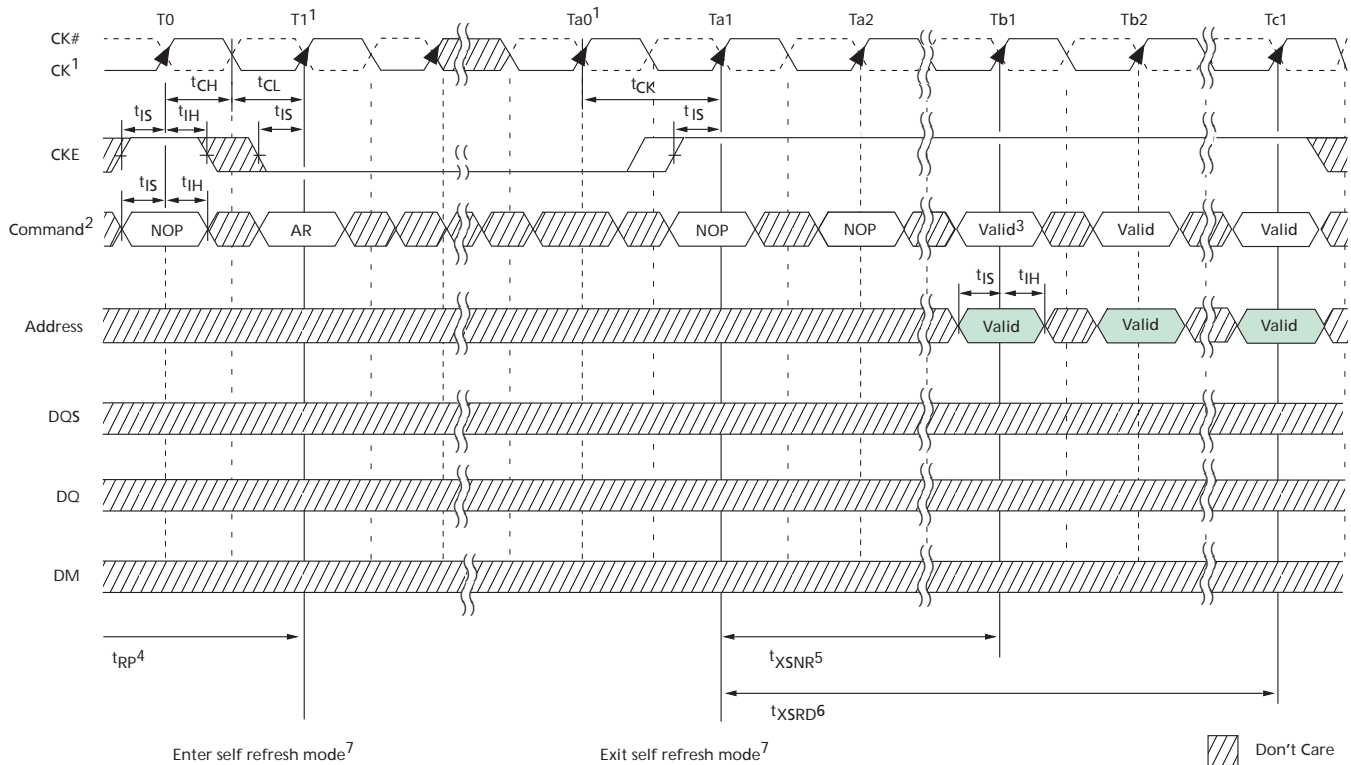 T0 T1¹ Ta0¹ Ta1 Ta2 Tb1 Tb2 Tc1
CK#
CK¹
tCH tCL tCK
tIS tIH tIS tIS
CKE
tIS tIH
Command² NOP AR NOP NOP Valid³ Valid Valid
tIS tIH
Address Valid Valid Valid
DQS
DQ
DM
tRP⁴ tXSNR⁵
tXSRD⁶
Enter self refresh mode⁷ Exit self refresh mode⁷ Don't Care